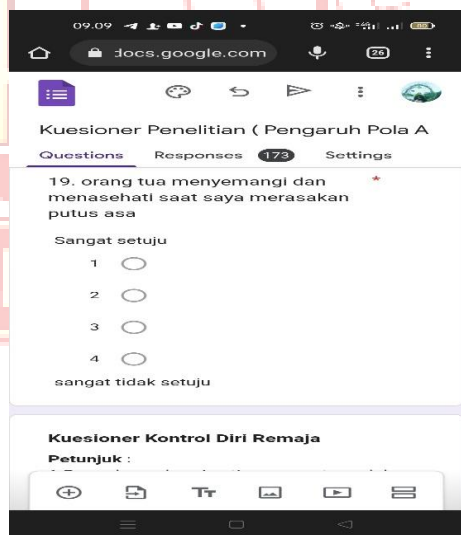 09.09
docs.google.com
26
Kuesioner Penelitian ( Pengaruh Pola A
Questions Responses 173 Settings
19. orang tua menyemangi dan *
menasehati saat saya merasakan
putus asa
Sangat setuju
1
2
3
4
sangat tidak setuju
Kuesioner Kontrol Diri Remaja
Petunjuk :
Tт